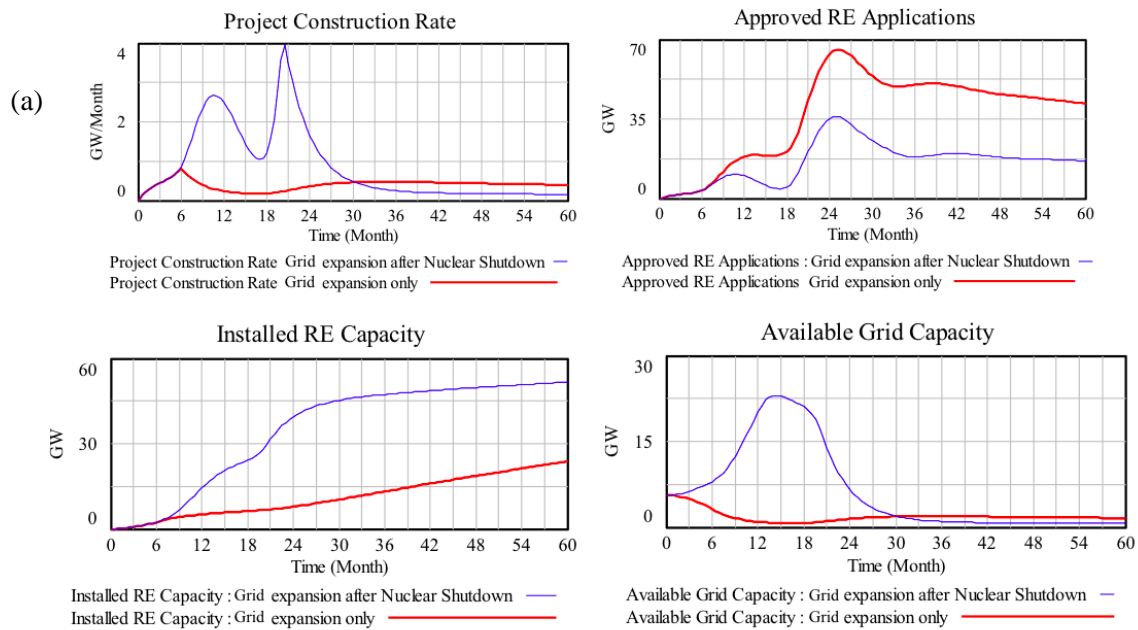 (a)
Project Construction Rate
4
2
0
GW/Month
0 6 12 18 24 30 36 42 48 54 60
Time (Month)
Project Construction Rate Grid expansion after Nuclear Shutdown
Project Construction Rate Grid expansion only
Approved RE Applications
70
35
0
GW
0 6 12 18 24 30 36 42 48 54 60
Time (Month)
Approved RE Applications : Grid expansion after Nuclear Shutdown
Approved RE Applications Grid expansion only
Installed RE Capacity
60
30
0
GW
0 6 12 18 24 30 36 42 48 54 60
Time (Month)
Installed RE Capacity : Grid expansion after Nuclear Shutdown
Installed RE Capacity : Grid expansion only
Available Grid Capacity
30
15
0
GW
0 6 12 18 24 30 36 42 48 54 60
Time (Month)
Available Grid Capacity : Grid expansion after Nuclear Shutdown
Available Grid Capacity : Grid expansion only